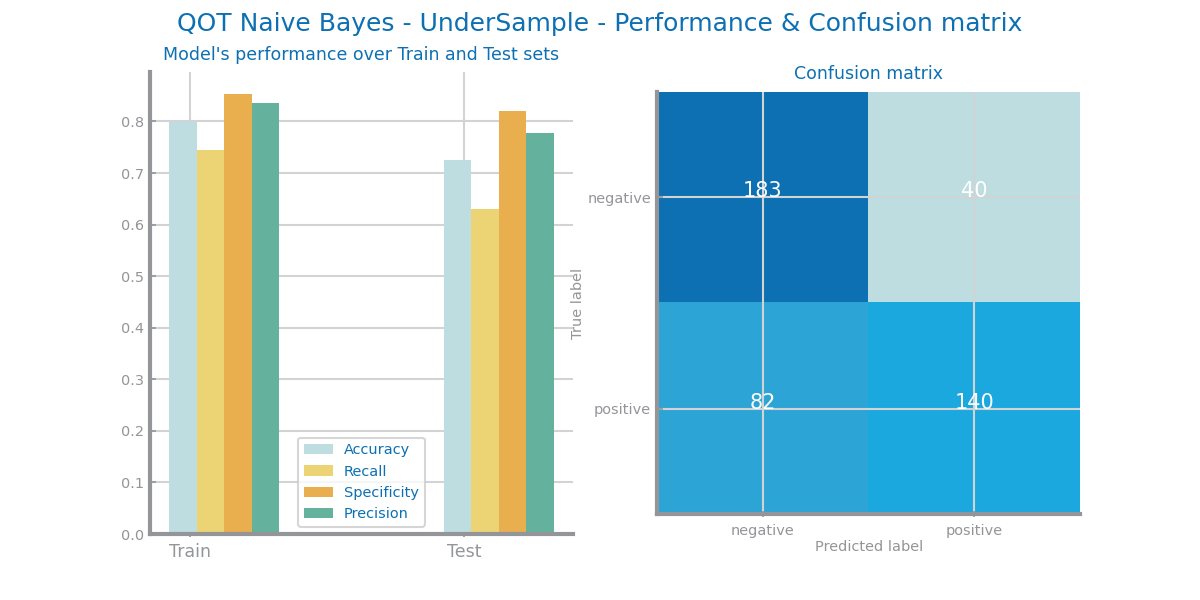 QOT Naive Bayes - UnderSample - Performance & Confusion matrix
Model's performance over Train and Test sets
0.8
0.7
0.6
0.5
0.4
0.3
0.2
0.1
0.0
Train
Test
Accuracy
Recall
Specificity
Precision
Confusion matrix
True label
negative
positive
183
40
82
140
negative
positive
Predicted label